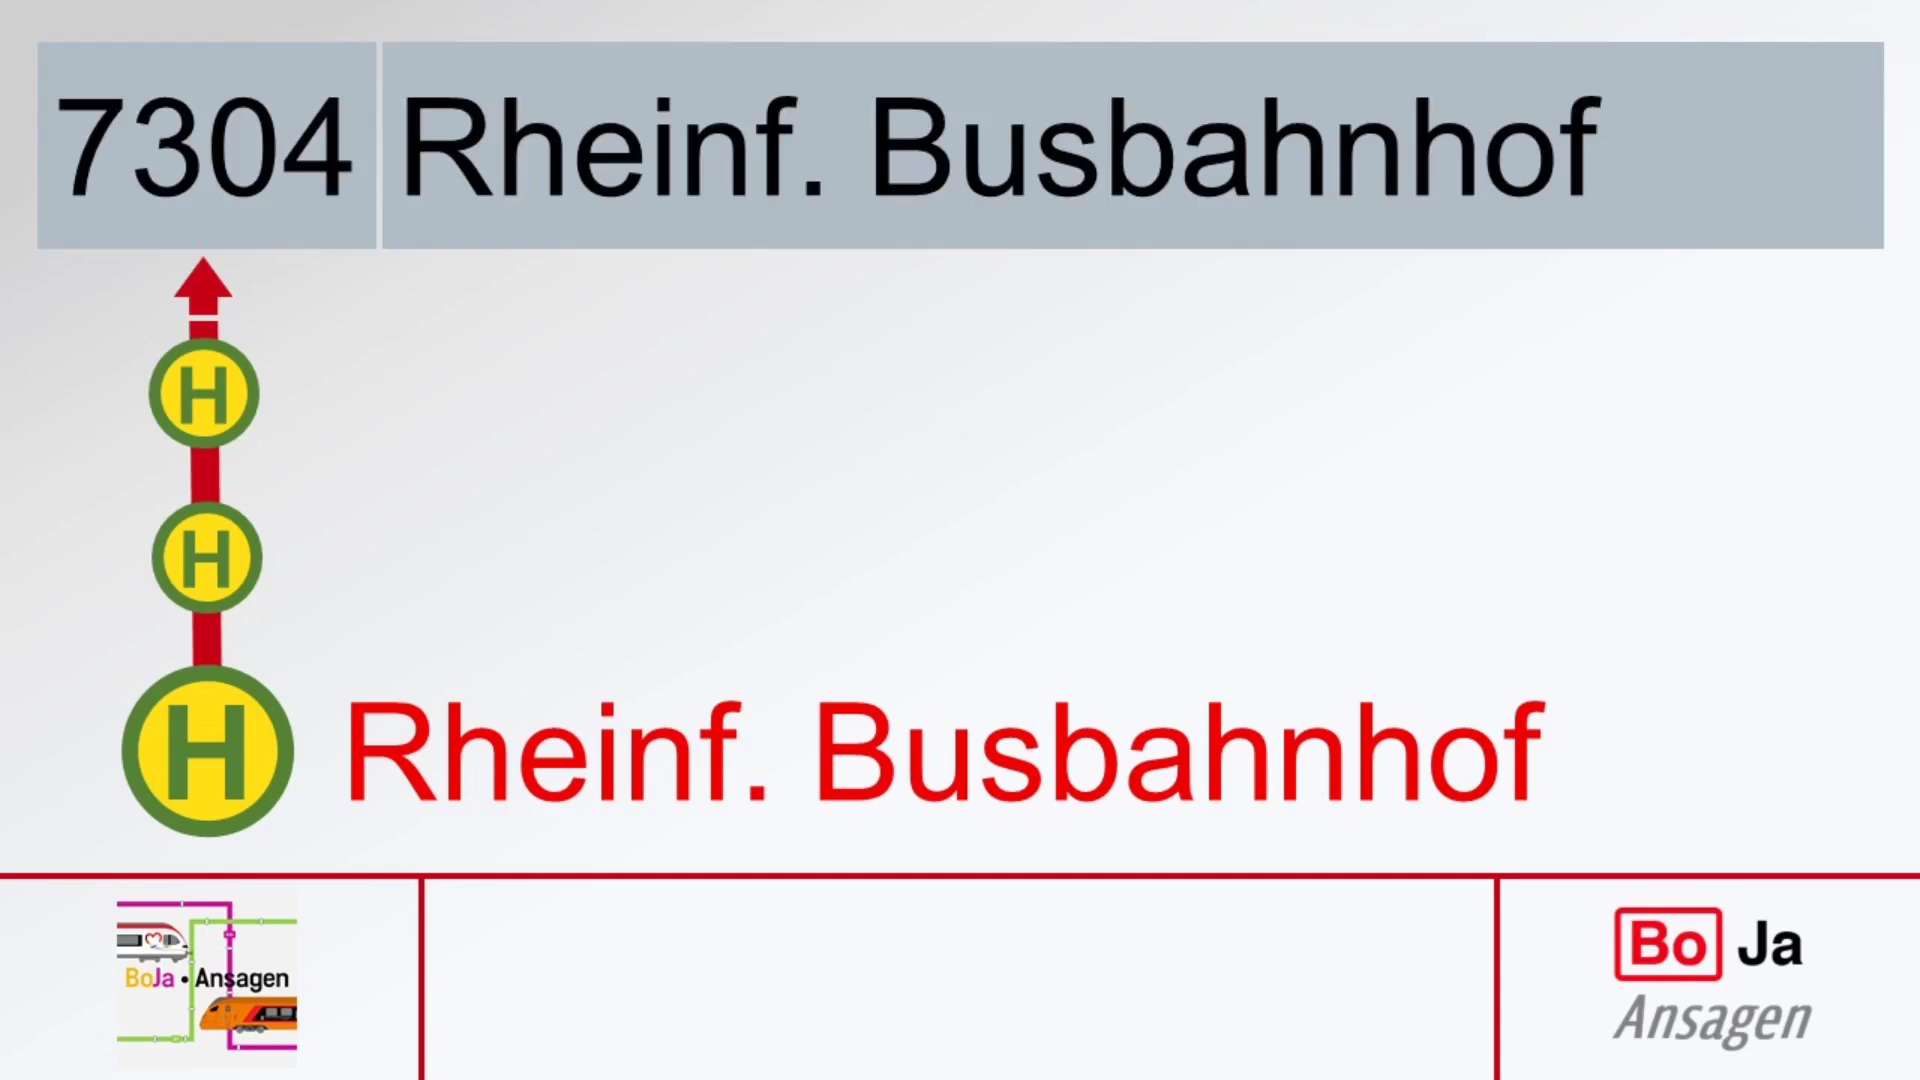 7304 Rheinf. Busbahnhof
H
H
H Rheinf. Busbahnhof
BoJa • Ansagen
Bo Ja
Ansagen